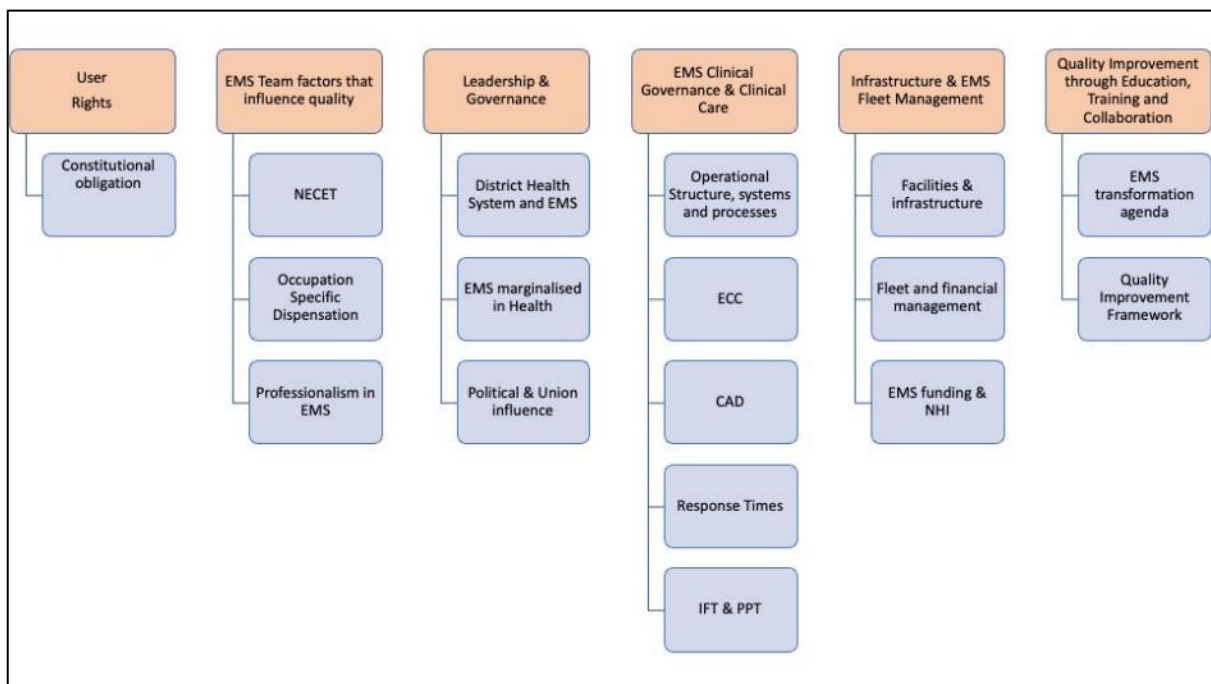 User
Rights
Constitutional
obligation
EMS Team factors that
influence quality
NECET
Occupation
Specific
Dispensation
Professionalism in
EMS
Leadership &
Governance
District Health
System and EMS
EMS marginalised
in Health
Political & Union
influence
EMS Clinical
Governance & Clinical
Care
Operational
Structure, systems
and processes
ECC
CAD
Response Times
IFT & PPT
Infrastructure & EMS
Fleet Management
Facilities &
infrastructure
Fleet and financial
management
EMS funding &
NHI
Quality Improvement
through Education,
Training and
Collaboration
EMS
transformation
agenda
Quality
Improvement
Framework